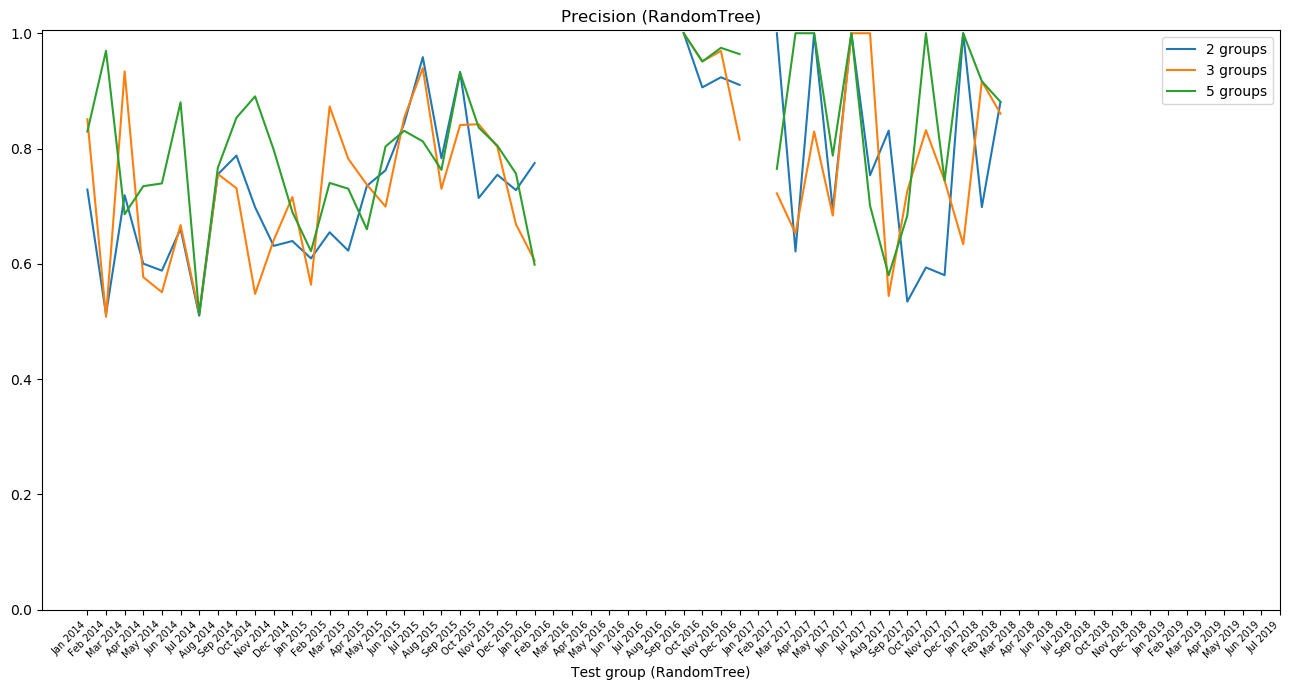 Precision (RandomTree)
1.0
0.8
0.6
0.4
0.2
0.0
2 groups
3 groups
5 groups
Jan 2014
Feb 2014
Mar 2014
Apr 2014
May 2014
Jun 2014
Jul 2014
Aug 2014
Sep 2014
Oct 2014
Nov 2014
Dec 2014
Jan 2015
Feb 2015
Mar 2015
Apr 2015
May 2015
Jun 2015
Jul 2015
Aug 2015
Sep 2015
Oct 2015
Nov 2015
Dec 2015
Jan 2016
Feb 2016
Mar 2016
Apr 2016
May 2016
Jun 2016
Jul 2016
Aug 2016
Sep 2016
Oct 2016
Nov 2016
Dec 2016
Jan 2017
Feb 2017
Mar 2017
Apr 2017
May 2017
Jun 2017
Jul 2017
Aug 2017
Sep 2017
Oct 2017
Nov 2017
Dec 2017
Jan 2018
Feb 2018
Mar 2018
Apr 2018
Jun 2018
Jul 2018
Aug 2018
Oct 2018
Nov 2018
Dec 2018
Jan 2019
Feb 2019
Mar 2019
Apr 2019
May 2019
Jun 2019
Jul 2019
Test group (RandomTree)